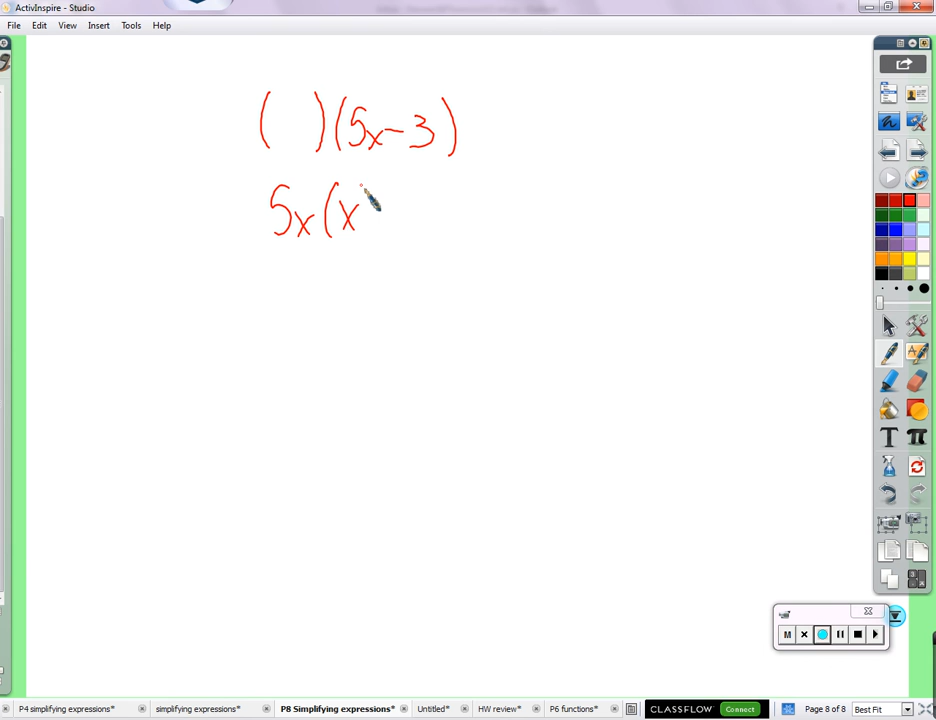 ActivInspire - Studio
File Edit View Insert Tools Help
( ) (5x - 3)
5x (x
M
P4 simplifying expressions* simplifying expressions* P8 Simplifying expressions* Untitled* HW review* P6 functions* CLASSFLOW Connect Page 8 of 8 Best Fit